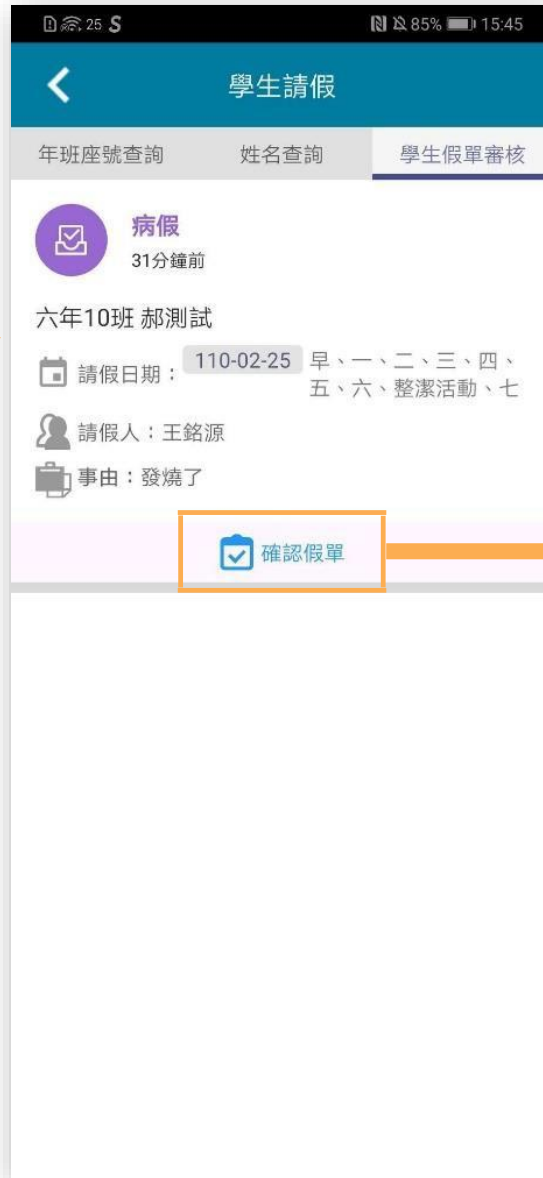 25 S 85% 15:45
學生請假
年班座號查詢 姓名查詢 學生假單審核
病假
31分鐘前
六年10班 郝測試
請假日期： 110-02-25 早、一、二、三、四、
五、六、整潔活動、七
請假人：王銘源
事由：發燒了
確認假單